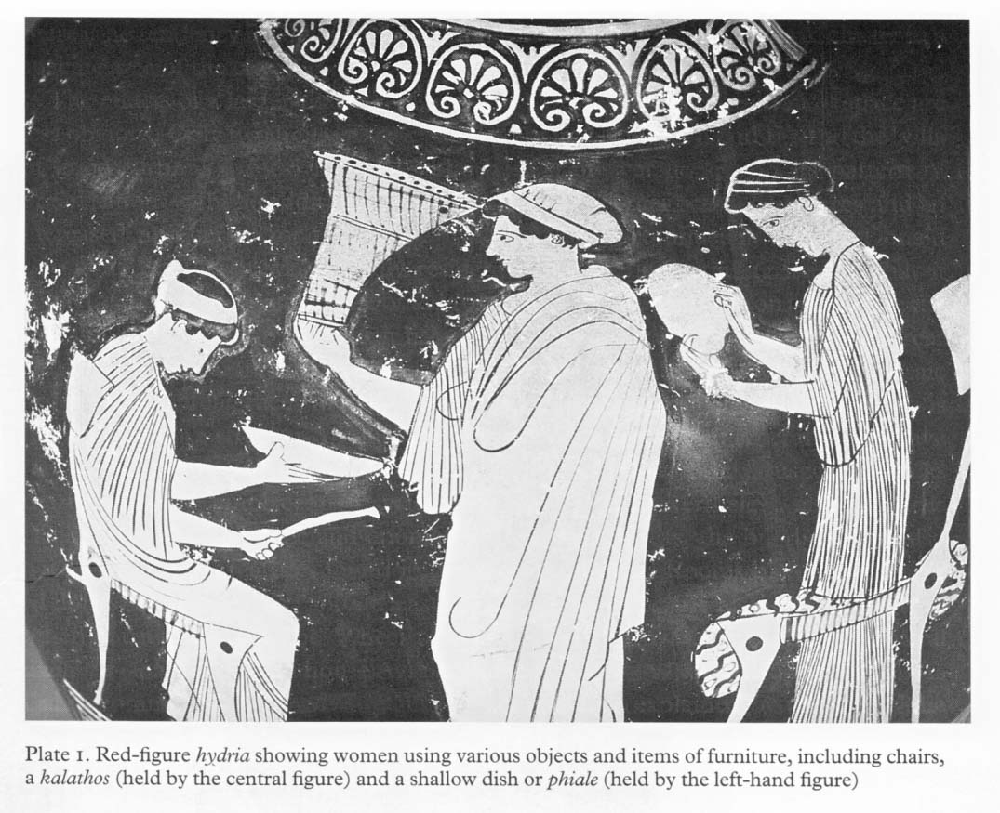 Plate 1. Red-figure hydria showing women using various objects and items of furniture, including chairs,
a kalathos (held by the central figure) and a shallow dish or phiale (held by the left-hand figure)